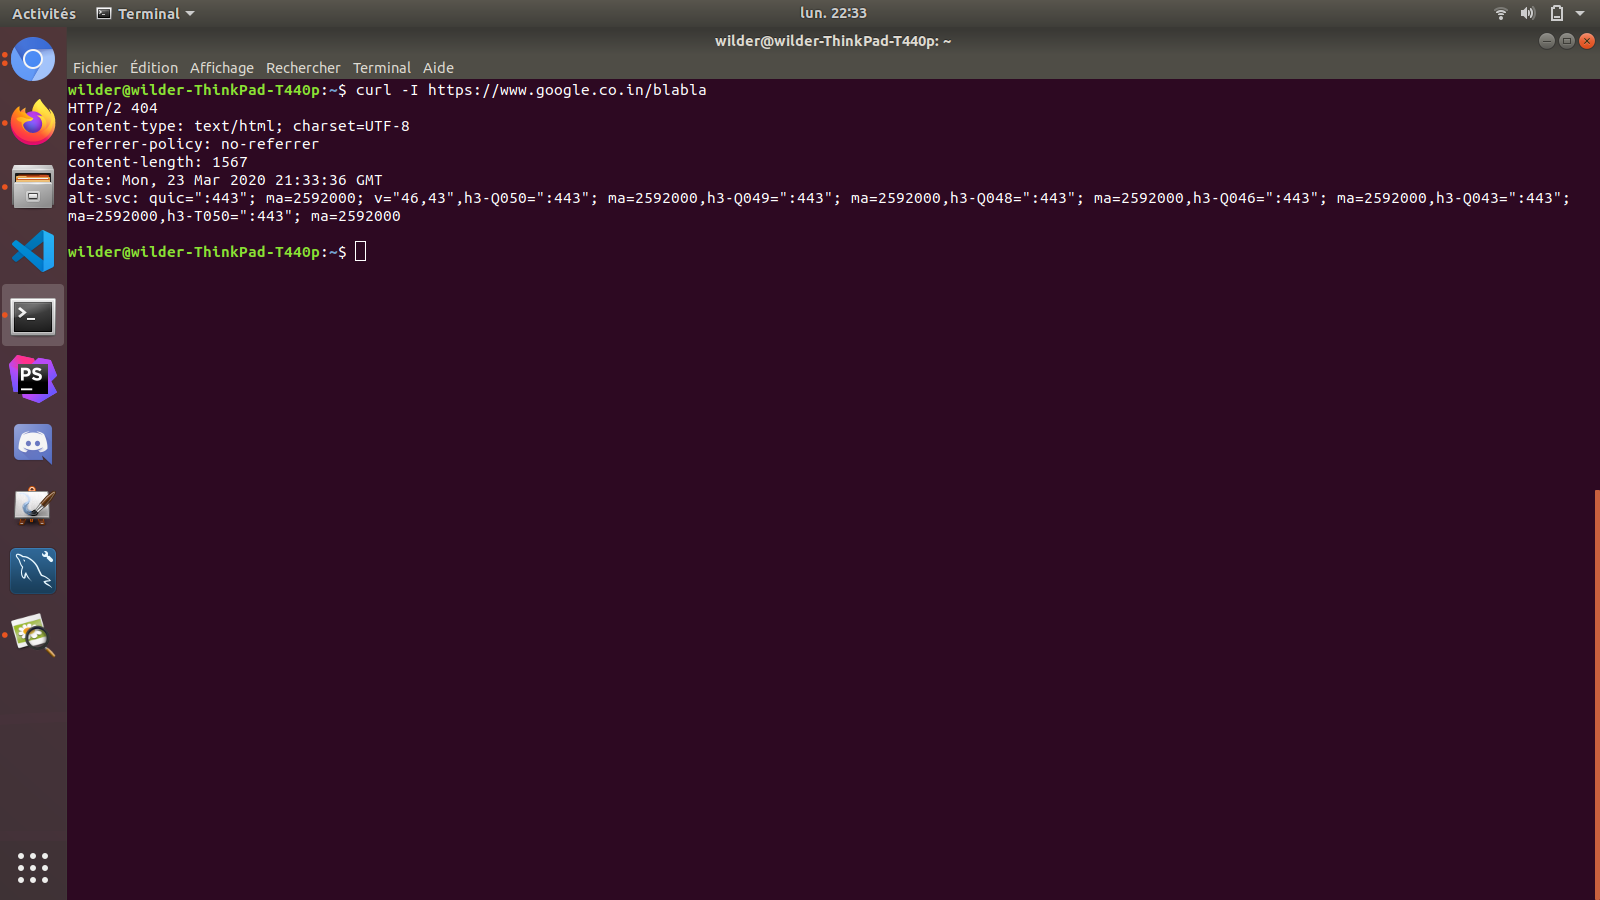 Activités Terminal lun. 22:33
wilder@wilder-ThinkPad-T440p: ~
Fichier Édition Affichage Rechercher Terminal Aide
wilder@wilder-ThinkPad-T440p:~$ curl -I https://www.google.co.in/blabla
HTTP/2 404
content-type: text/html; charset=UTF-8
referrer-policy: no-referrer
content-length: 1567
date: Mon, 23 Mar 2020 21:33:36 GMT
alt-svc: quic=":443"; ma=2592000; v="46,43",h3-Q050=":443"; ma=2592000,h3-Q049=":443"; ma=2592000,h3-Q048=":443"; ma=2592000,h3-Q046=":443"; ma=2592000,h3-Q043=":443";
ma=2592000,h3-T050=":443"; ma=2592000
wilder@wilder-ThinkPad-T440p:~$
PS